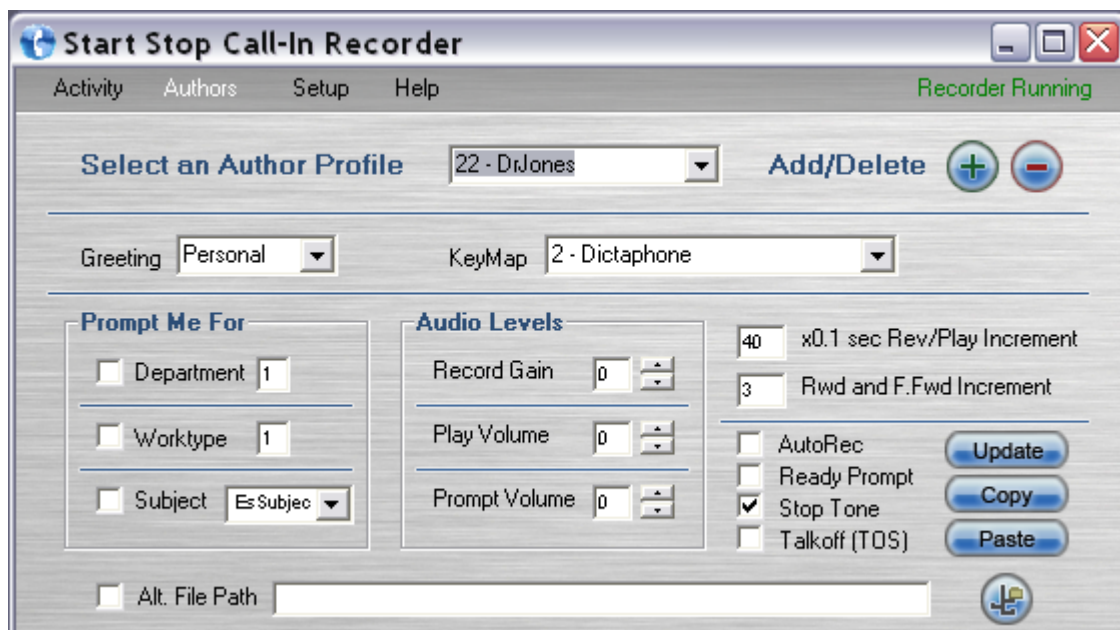 Start Stop Call-In Recorder
Activity Authors Setup Help Recorder Running
Select an Author Profile 22 - DrJones Add/Delete
Greeting Personal KeyMap 2 - Dictaphone
Prompt Me For Audio Levels
40 x0.1 sec Rev/Play Increment
Department 1 Record Gain 0
3 Rwd and F.Fwd Increment
Worktype 1 Play Volume 0
AutoRec Update
Ready Prompt
Subject EsSubjec Prompt Volume 0
Copy
Stop Tone
Talkoff (TOS) Paste
Alt. File Path